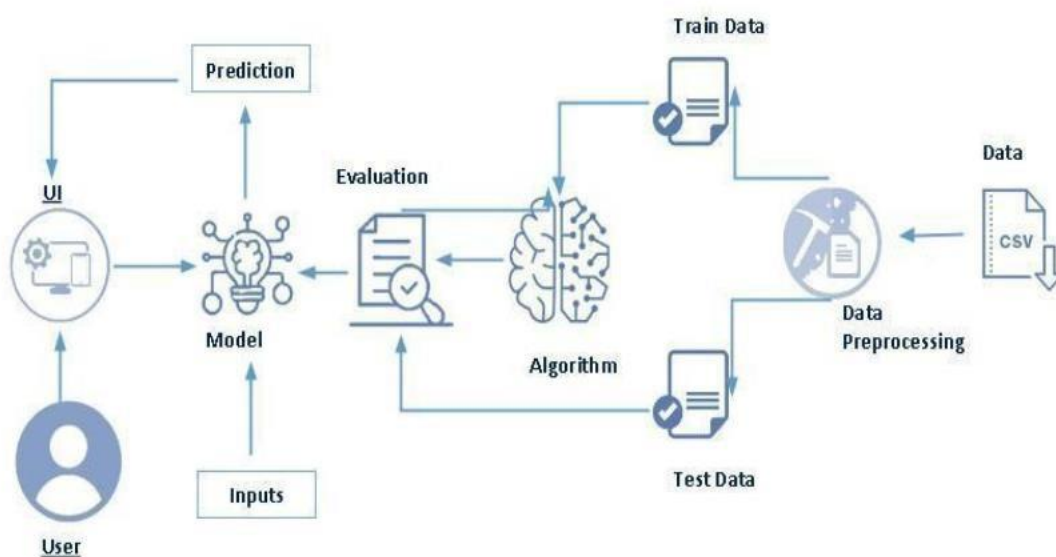 Train Data
Prediction
Data
Evaluation
UI
CSV
Model
Data
Preprocessing
Algorithm
Test Data
Inputs
User